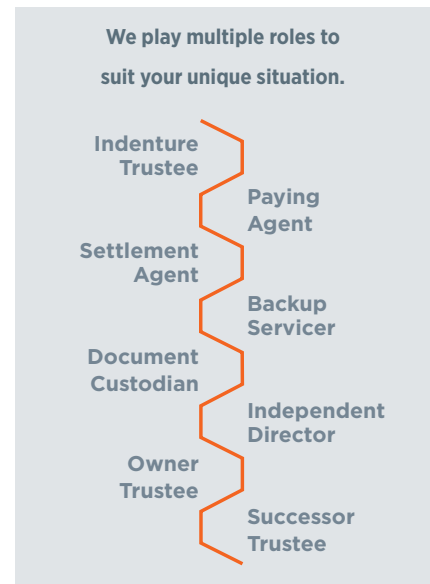 We play multiple roles to
suit your unique situation.
Indenture
Trustee
Paying
Agent
Settlement
Agent
Backup
Servicer
Document
Custodian
Independent
Director
Owner
Trustee
Successor
Trustee